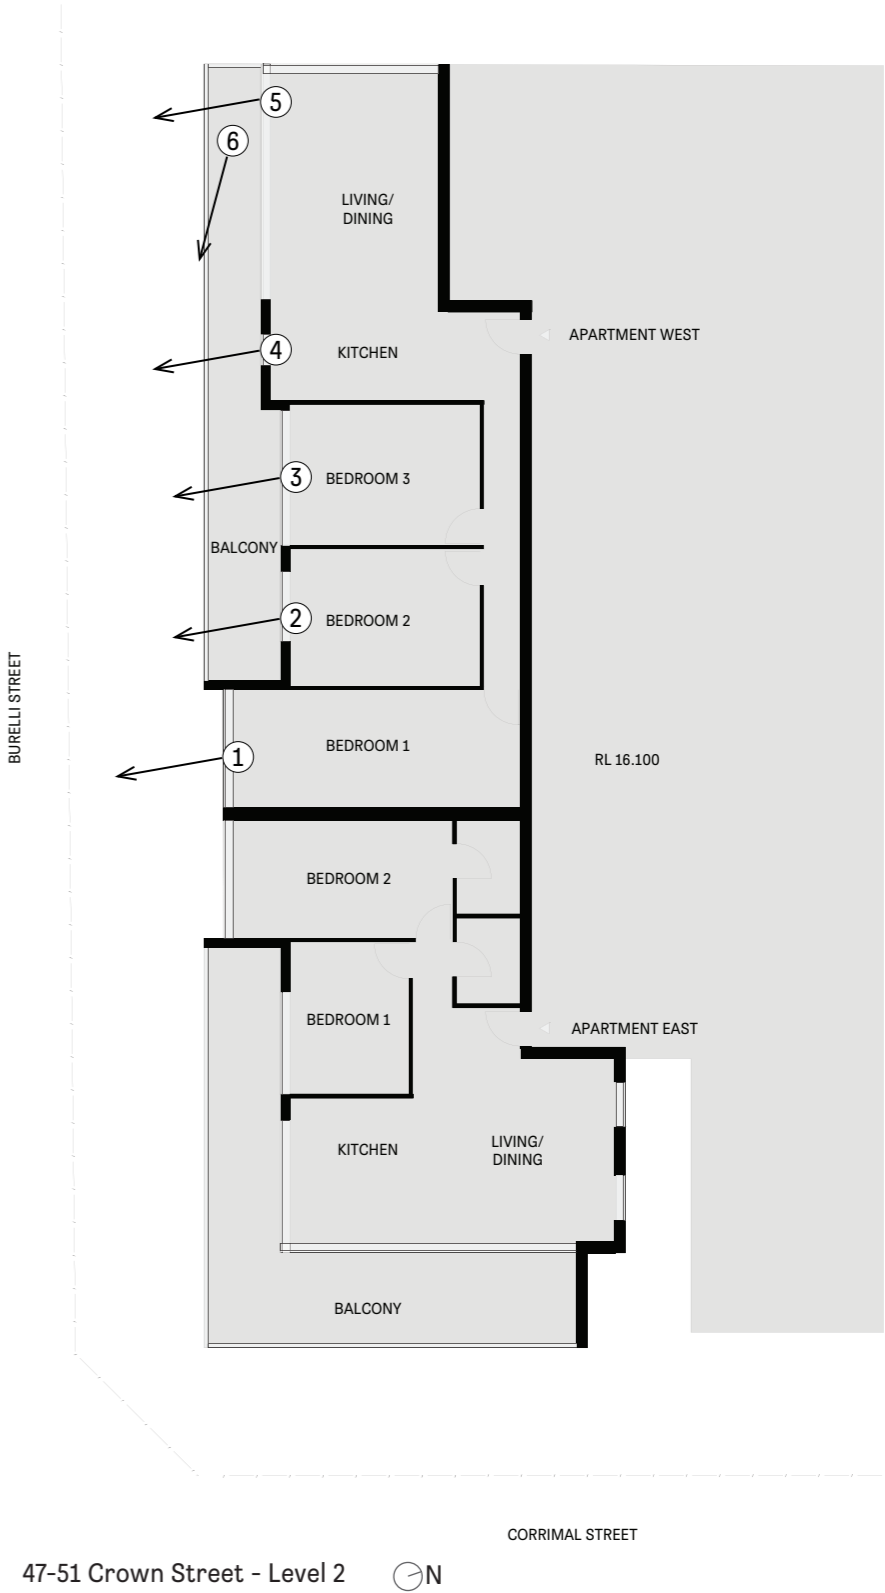 5
6
LIVING/
DINING
APARTMENT WEST
4
KITCHEN
3
BEDROOM 3
BALCONY
2
BEDROOM 2
BURELLI STREET
BEDROOM 1
1
RL 16.100
BEDROOM 2
BEDROOM 1
APARTMENT EAST
KITCHEN
LIVING/
DINING
BALCONY
CORRIMAL STREET
47-51 Crown Street - Level 2
N